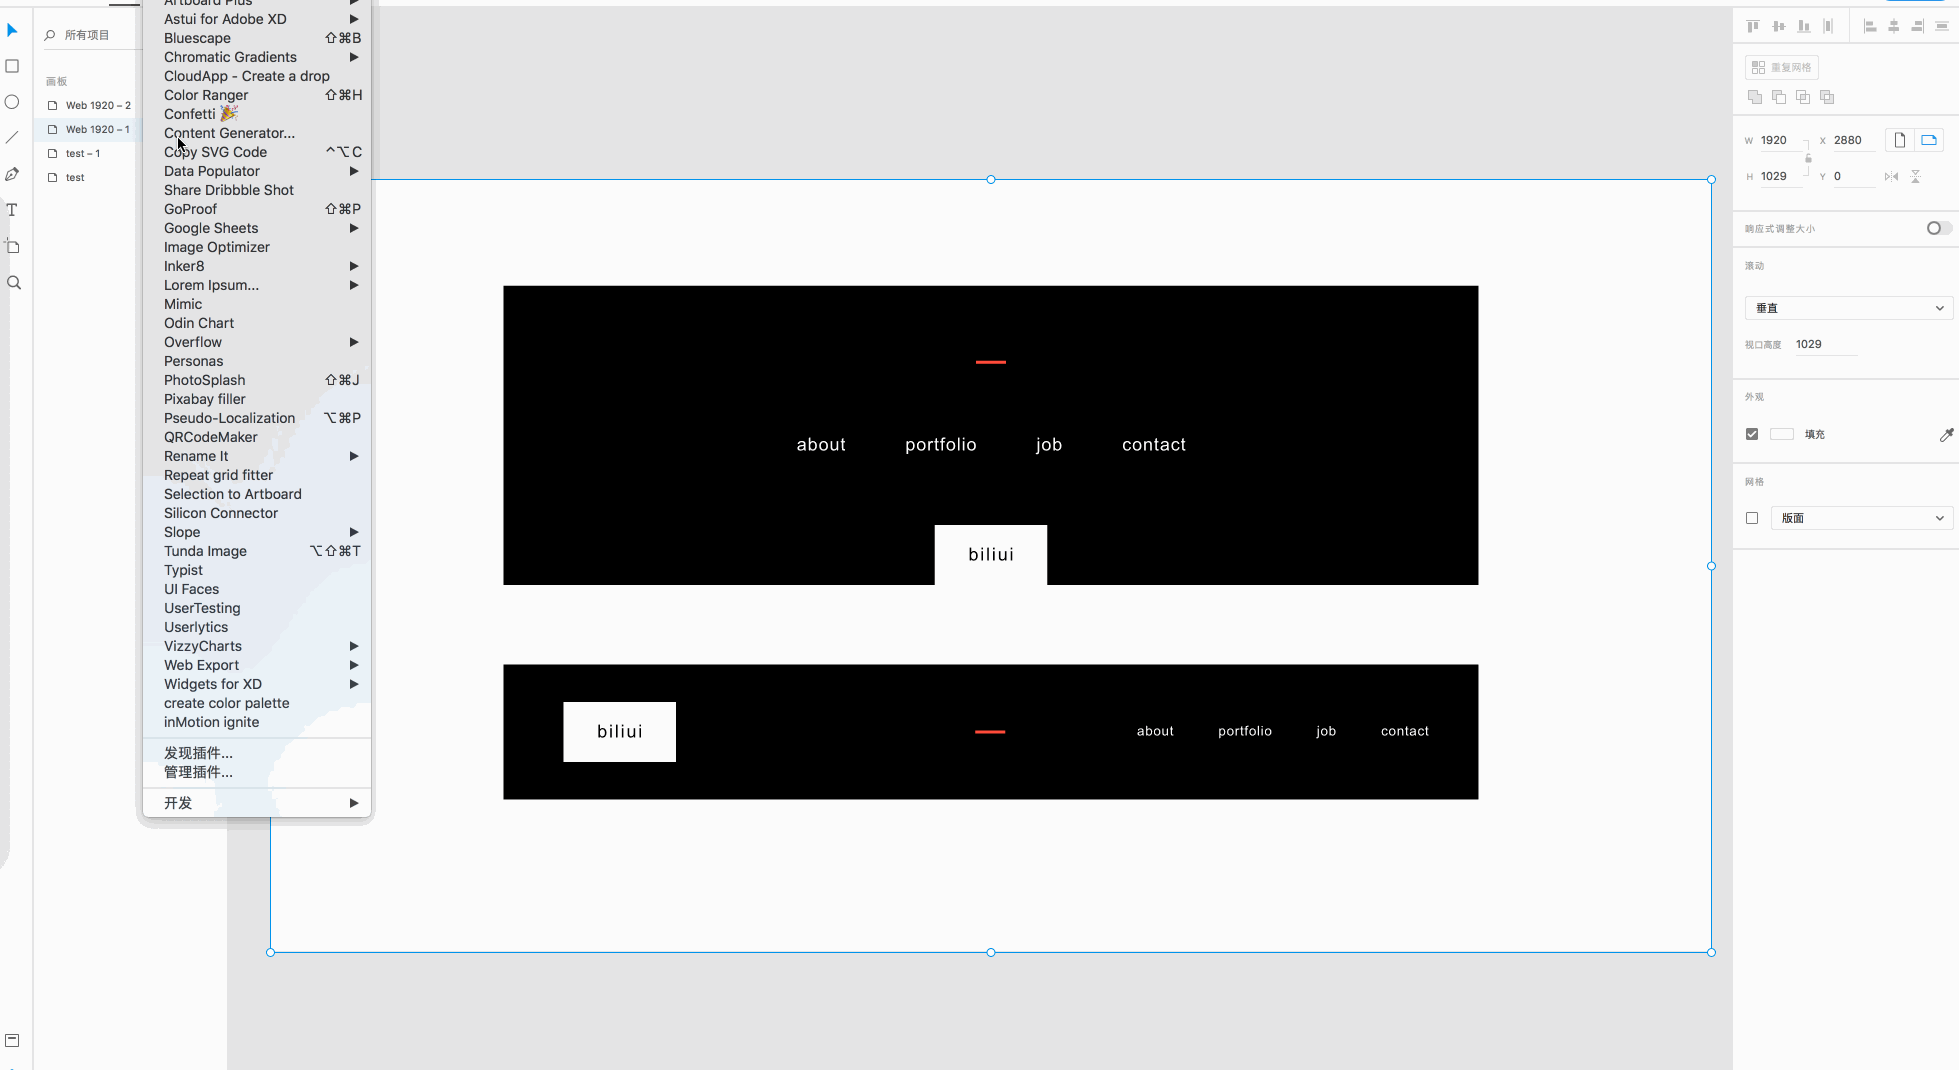 Artboard Plus
Astui for Adobe XD
Bluescape ⇧⌘B
Chromatic Gradients
CloudApp - Create a drop
Color Ranger ⇧⌘H
Confetti 🎉
Content Generator...
Copy SVG Code ^⌥C
Data Populator
Share Dribbble Shot
GoProof ⇧⌘P
Google Sheets
Image Optimizer
Inker8
Lorem Ipsum...
Mimic
Odin Chart
Overflow
Personas
PhotoSplash ⇧⌘J
Pixabay filler
Pseudo-Localization ⌥⌘P
QRCodeMaker
Rename It
Repeat grid fitter
Selection to Artboard
Silicon Connector
Slope
Tunda Image ⌥⇧⌘T
Typist
UI Faces
UserTesting
Userlytics
VizzyCharts
Web Export
Widgets for XD
create color palette
inMotion ignite
发现插件...
管理插件...
开发
所有项目
画板
Web 1920 – 2
Web 1920 – 1
test – 1
test
about portfolio job contact
biliui
biliui about portfolio job contact
重复网格
W 1920 X 2880
H 1029 Y 0
响应式调整大小
滚动
垂直
视口高度 1029
外观
填充
网格
版面